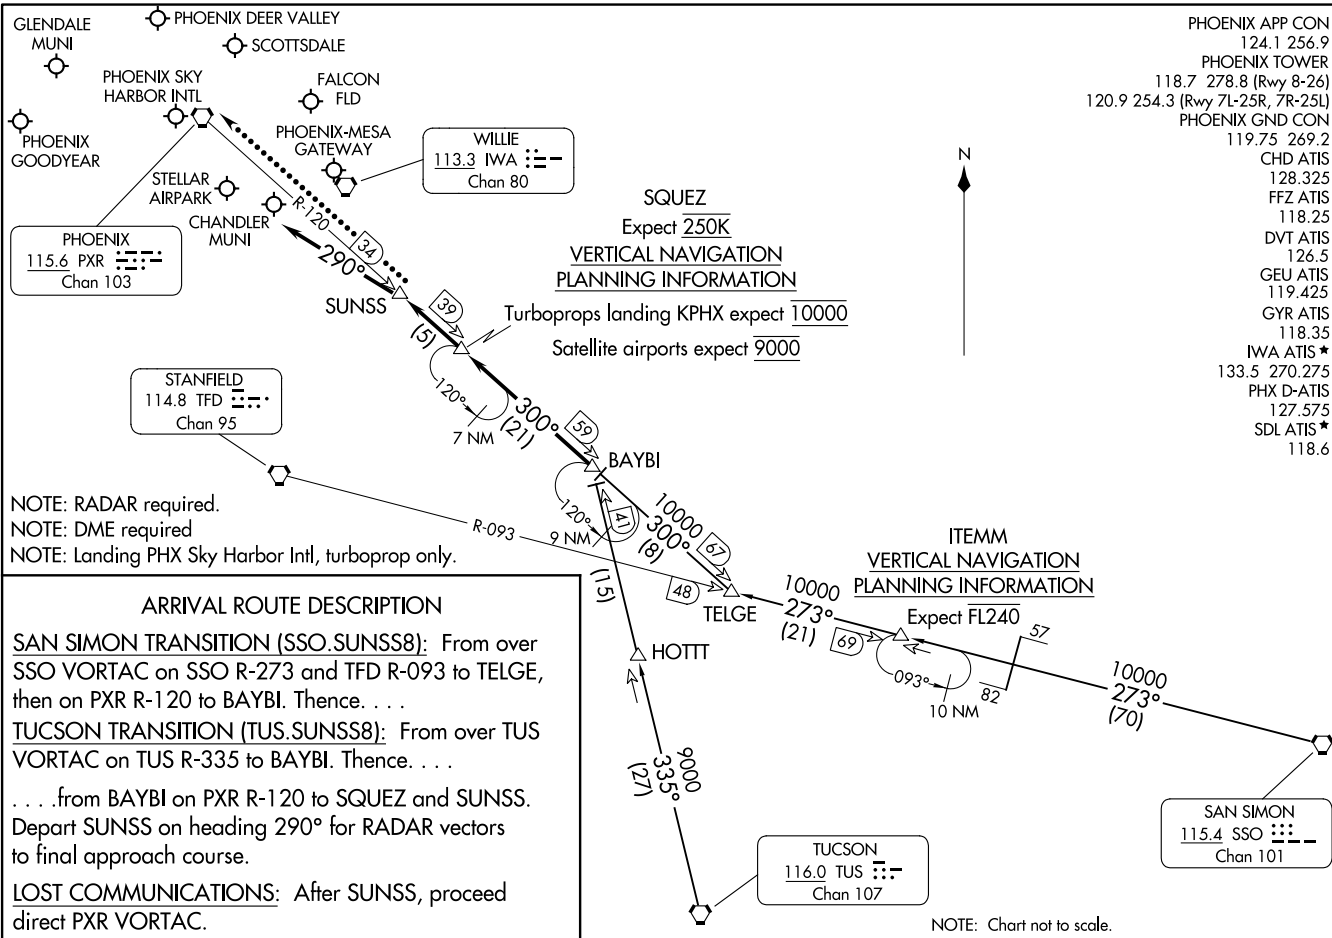 GLENDALE
MUNI
PHOENIX DEER VALLEY
SCOTTSDALE
PHOENIX SKY
HARBOR INTL
FALCON
FLD
PHOENIX
GOODYEAR
PHOENIX-MESA
GATEWAY
WILLIE
113.3 IWA
Chan 80
STELLAR
AIRPARK
CHANDLER
MUNI
R-120
PHOENIX
115.6 PXR
Chan 103
34
290°
SUNSS
39
(5)
SQUEZ
Expect 250K
VERTICAL NAVIGATION
PLANNING INFORMATION
Turboprops landing KPHX expect 10000
Satellite airports expect 9000
N
PHOENIX APP CON
124.1 256.9
PHOENIX TOWER
118.7 278.8 (Rwy 8-26)
120.9 254.3 (Rwy 7L-25R, 7R-25L)
PHOENIX GND CON
119.75 269.2
CHD ATIS
128.325
FFZ ATIS
118.25
DVT ATIS
126.5
GEU ATIS
119.425
GYR ATIS
118.35
IWA ATIS★
133.5 270.275
PHX D-ATIS
127.575
SDL ATIS★
118.6
STANFIELD
114.8 TFD
Chan 95
120°
7 NM
300°
(21)
59
BAYBI
120°
9 NM
41
10000
300°
(8)
67
R-093
48
TELGE
(15)
HOTTT
9000
335°
(27)
ITEMM
VERTICAL NAVIGATION
PLANNING INFORMATION
Expect FL240
10000
273°
(21)
69
093°
10 NM
57
82
10000
273°
(70)
SAN SIMON
115.4 SSO
Chan 101
TUCSON
116.0 TUS
Chan 107
NOTE: RADAR required.
NOTE: DME required
NOTE: Landing PHX Sky Harbor Intl, turboprop only.
ARRIVAL ROUTE DESCRIPTION
SAN SIMON TRANSITION (SSO.SUNSS8): From over
SSO VORTAC on SSO R-273 and TFD R-093 to TELGE,
then on PXR R-120 to BAYBI. Thence. . . .
TUCSON TRANSITION (TUS.SUNSS8): From over TUS
VORTAC on TUS R-335 to BAYBI. Thence. . . .
. . . .from BAYBI on PXR R-120 to SQUEZ and SUNSS.
Depart SUNSS on heading 290° for RADAR vectors
to final approach course.
LOST COMMUNICATIONS: After SUNSS, proceed
direct PXR VORTAC.
NOTE: Chart not to scale.